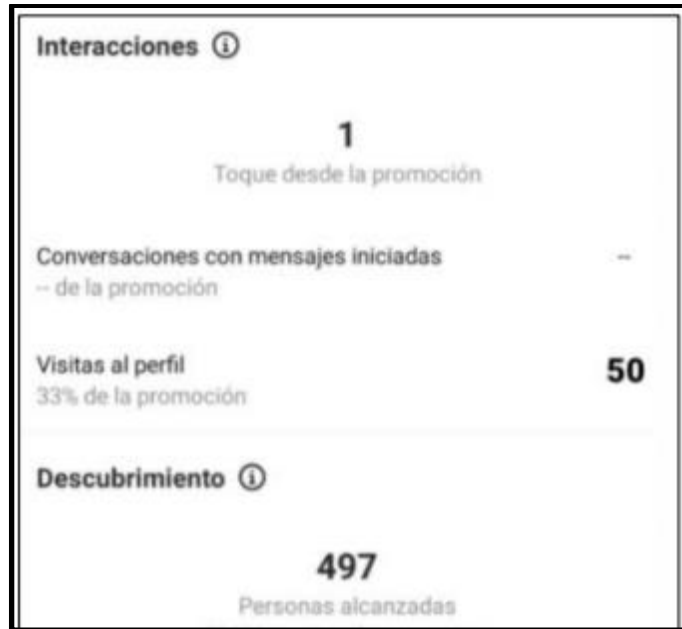 Interacciones
1
Toque desde la promoción
Conversaciones con mensajes iniciadas --
-- de la promoción
Visitas al perfil 50
33% de la promoción
Descubrimiento
497
Personas alcanzadas